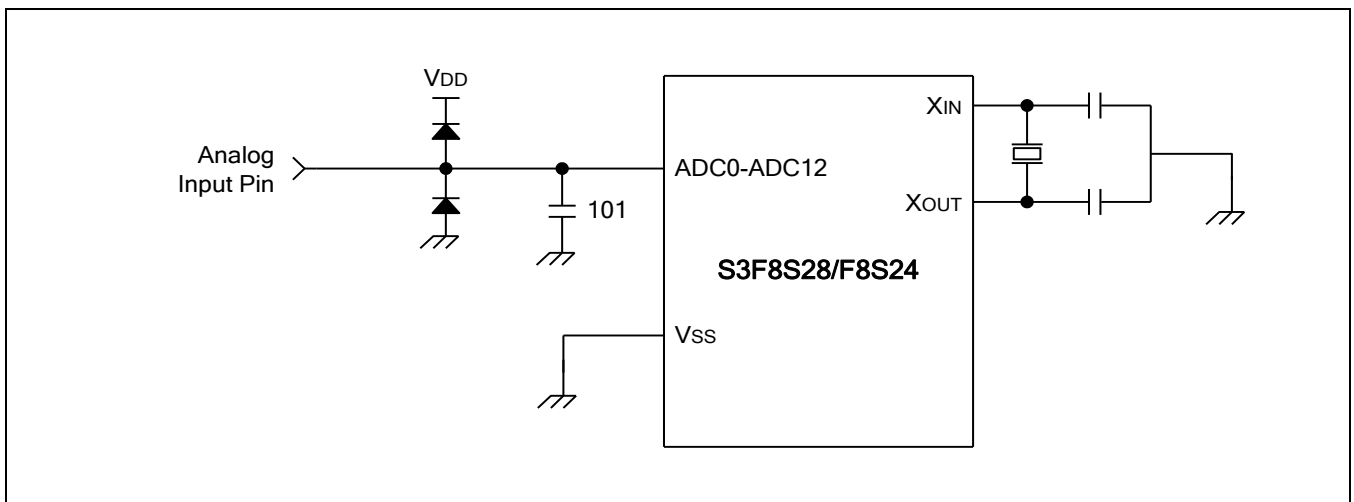 VDD
Analog
Input Pin
ADC0-ADC12
101
VSS
XIN
XOUT
S3F8S28/F8S24